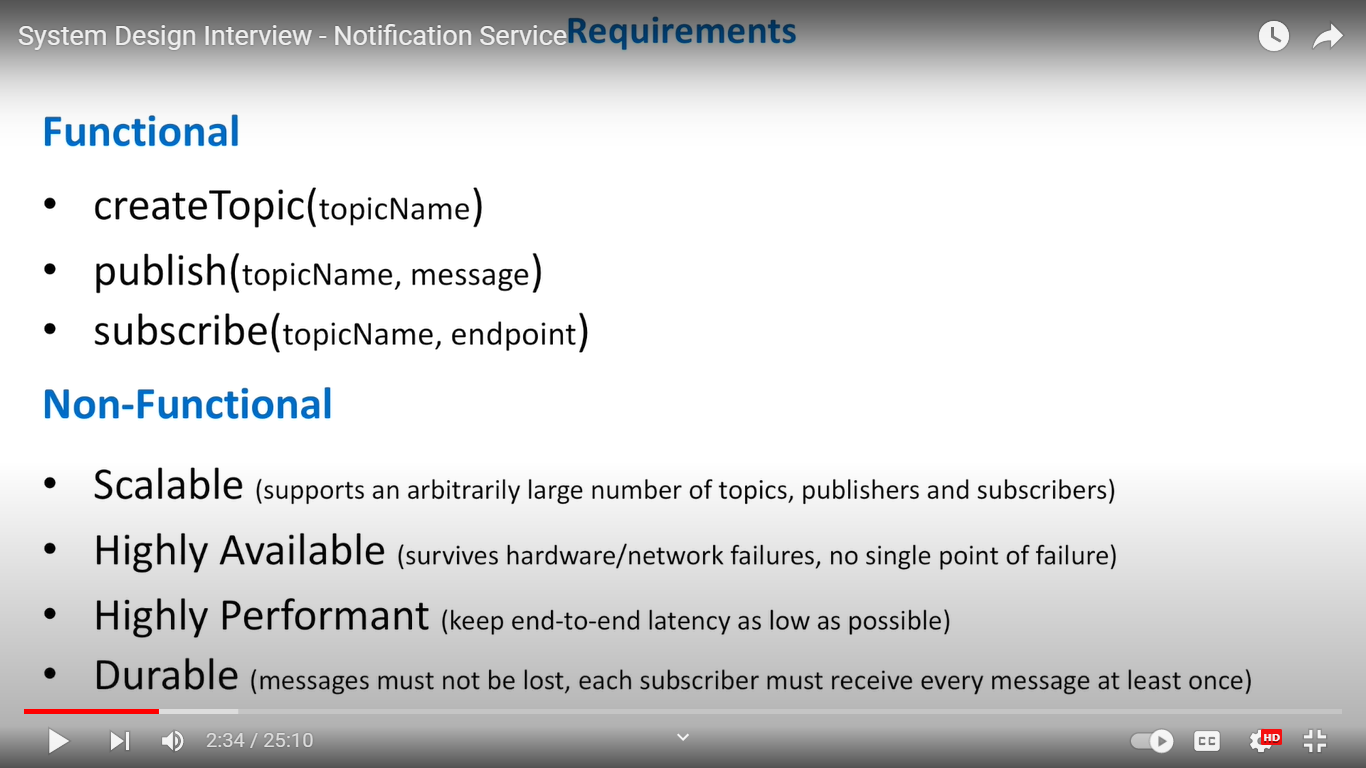 System Design Interview - Notification Service
Requirements
Functional
• createTopic(topicName)
• publish(topicName, message)
• subscribe(topicName, endpoint)
Non-Functional
• Scalable (supports an arbitrarily large number of topics, publishers and subscribers)
• Highly Available (survives hardware/network failures, no single point of failure)
• Highly Performant (keep end-to-end latency as low as possible)
• Durable (messages must not be lost, each subscriber must receive every message at least once)
2:34 / 25:10
CC
HD